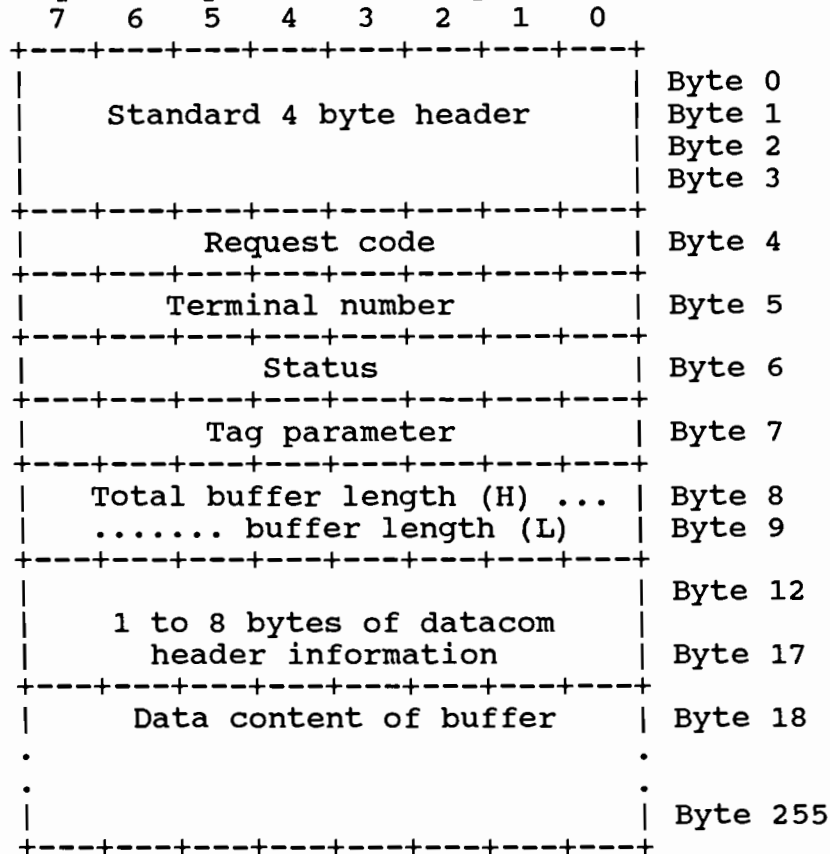 7 6 5 4 3 2 1 0
+---+---+---+---+---+---+---+---+
| | Byte 0
| Standard 4 byte header | Byte 1
| | Byte 2
| | Byte 3
+---+---+---+---+---+---+---+---+
| Request code | Byte 4
+---+---+---+---+---+---+---+---+
| Terminal number | Byte 5
+---+---+---+---+---+---+---+---+
| Status | Byte 6
+---+---+---+---+---+---+---+---+
| Tag parameter | Byte 7
+---+---+---+---+---+---+---+---+
| Total buffer length (H) ... | Byte 8
| ....... buffer length (L) | Byte 9
+---+---+---+---+---+---+---+---+
| | Byte 12
| 1 to 8 bytes of datacom |
| header information | Byte 17
+---+---+---+---+---+---+---+---+
| Data content of buffer | Byte 18
. .
. .
| | Byte 255
+---+---+---+---+---+---+---+---+